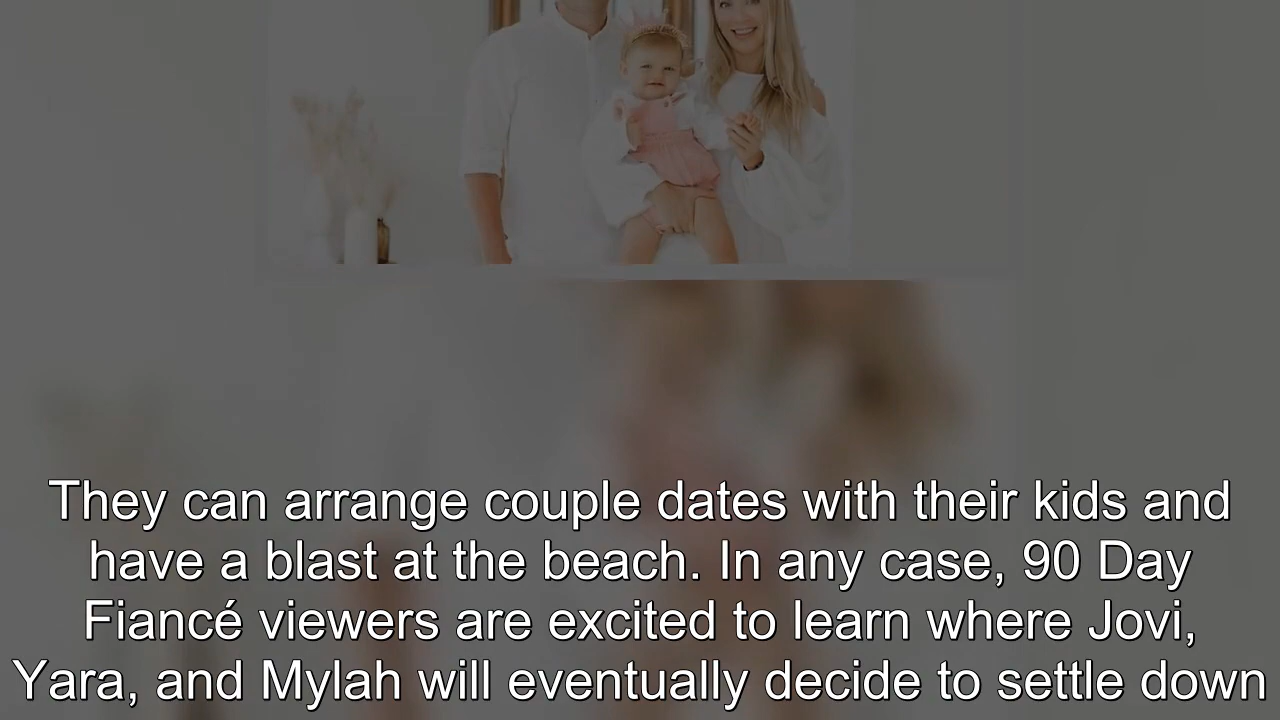 They can arrange couple dates with their kids and
have a blast at the beach. In any case, 90 Day
Fiancé viewers are excited to learn where Jovi,
Yara, and Mylah will eventually decide to settle down